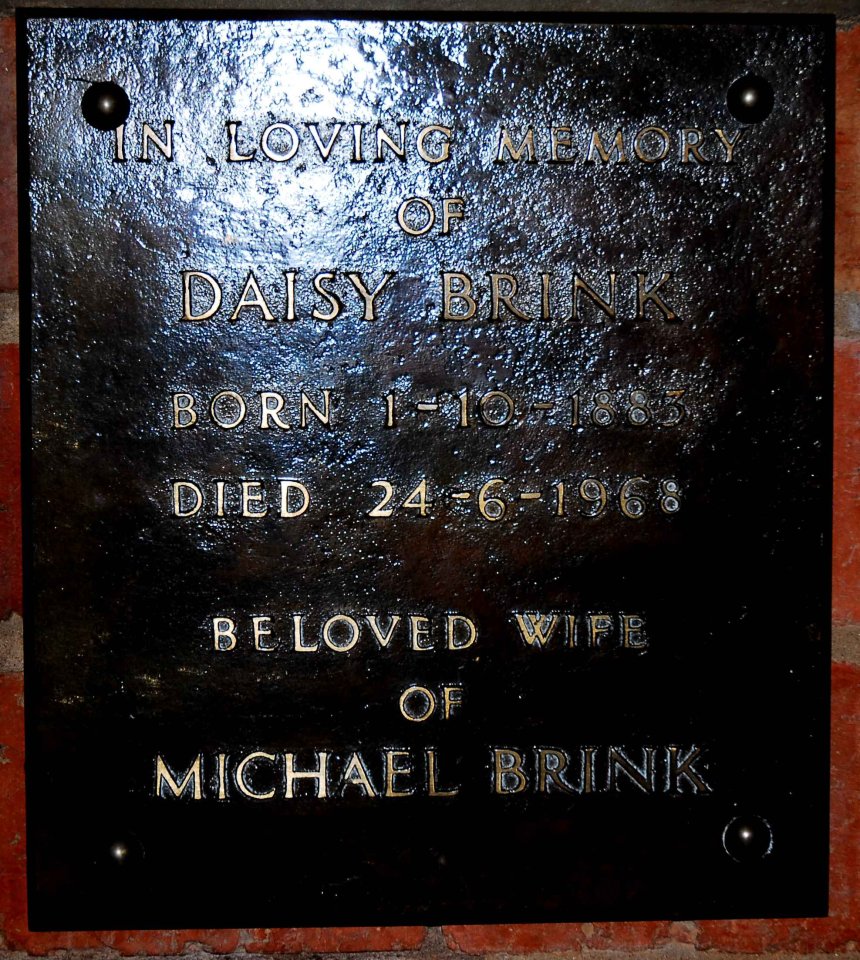 IN LOVING MEMORY
OF
DAISY BRINK
BORN 1-10-1883
DIED 24-6-1968
BELOVED WIFE
OF
MICHAEL BRINK